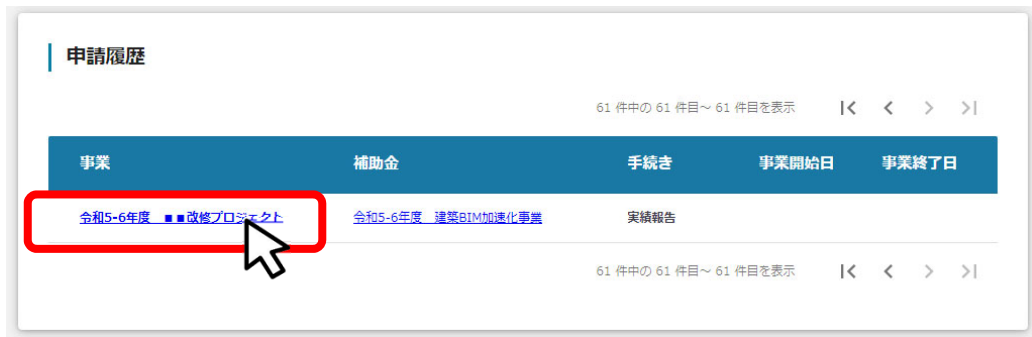 申請履歴
61 件中の 61 件目～ 61 件目を表示
事業 補助金 手続き 事業開始日 事業終了日
令和5-6年度 ■■改修プロジェクト 令和5-6年度 建築BIM加速化事業 実績報告
61 件中の 61 件目～ 61 件目を表示